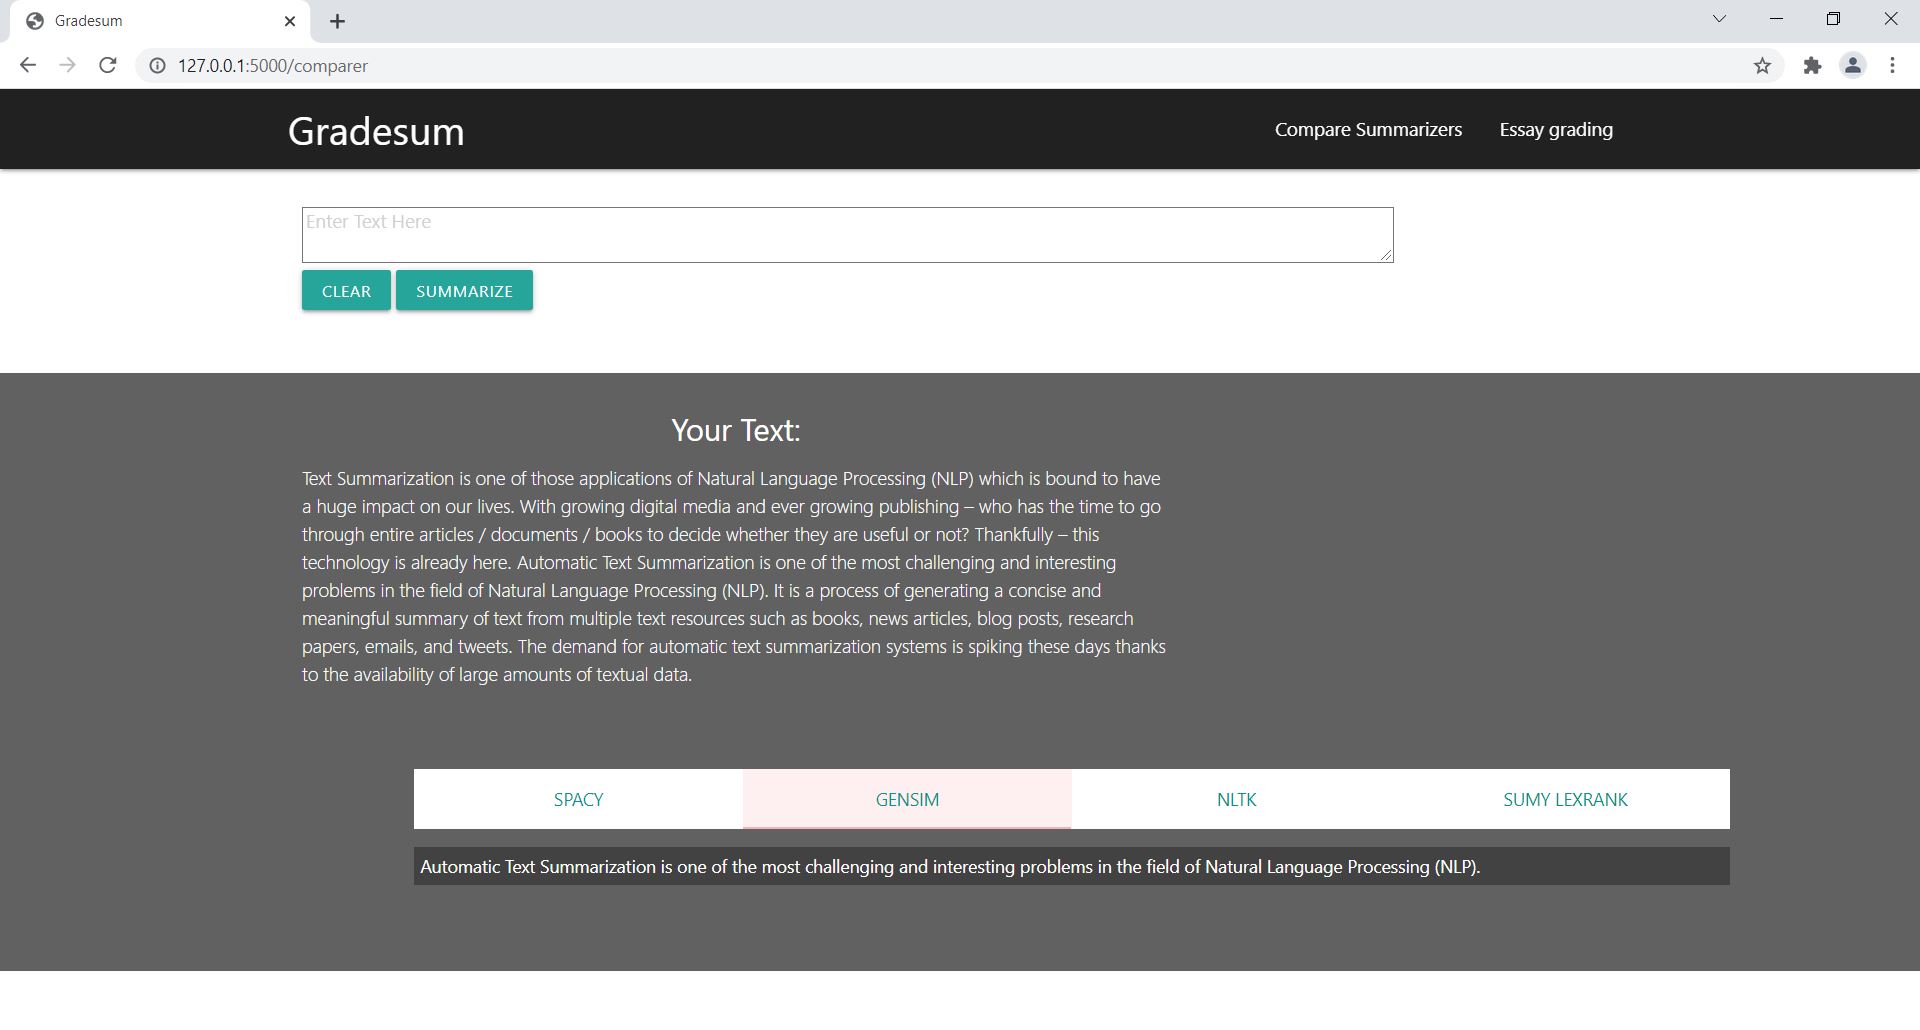 Gradesum
127.0.0.1:5000/comparer
Gradesum
Compare Summarizers
Essay grading
Enter Text Here
CLEAR
SUMMARIZE
Your Text:
Text Summarization is one of those applications of Natural Language Processing (NLP) which is bound to have
a huge impact on our lives. With growing digital media and ever growing publishing – who has the time to go
through entire articles / documents / books to decide whether they are useful or not? Thankfully – this
technology is already here. Automatic Text Summarization is one of the most challenging and interesting
problems in the field of Natural Language Processing (NLP). It is a process of generating a concise and
meaningful summary of text from multiple text resources such as books, news articles, blog posts, research
papers, emails, and tweets. The demand for automatic text summarization systems is spiking these days thanks
to the availability of large amounts of textual data.
SPACY
GENSIM
NLTK
SUMY LEXRANK
Automatic Text Summarization is one of the most challenging and interesting problems in the field of Natural Language Processing (NLP).